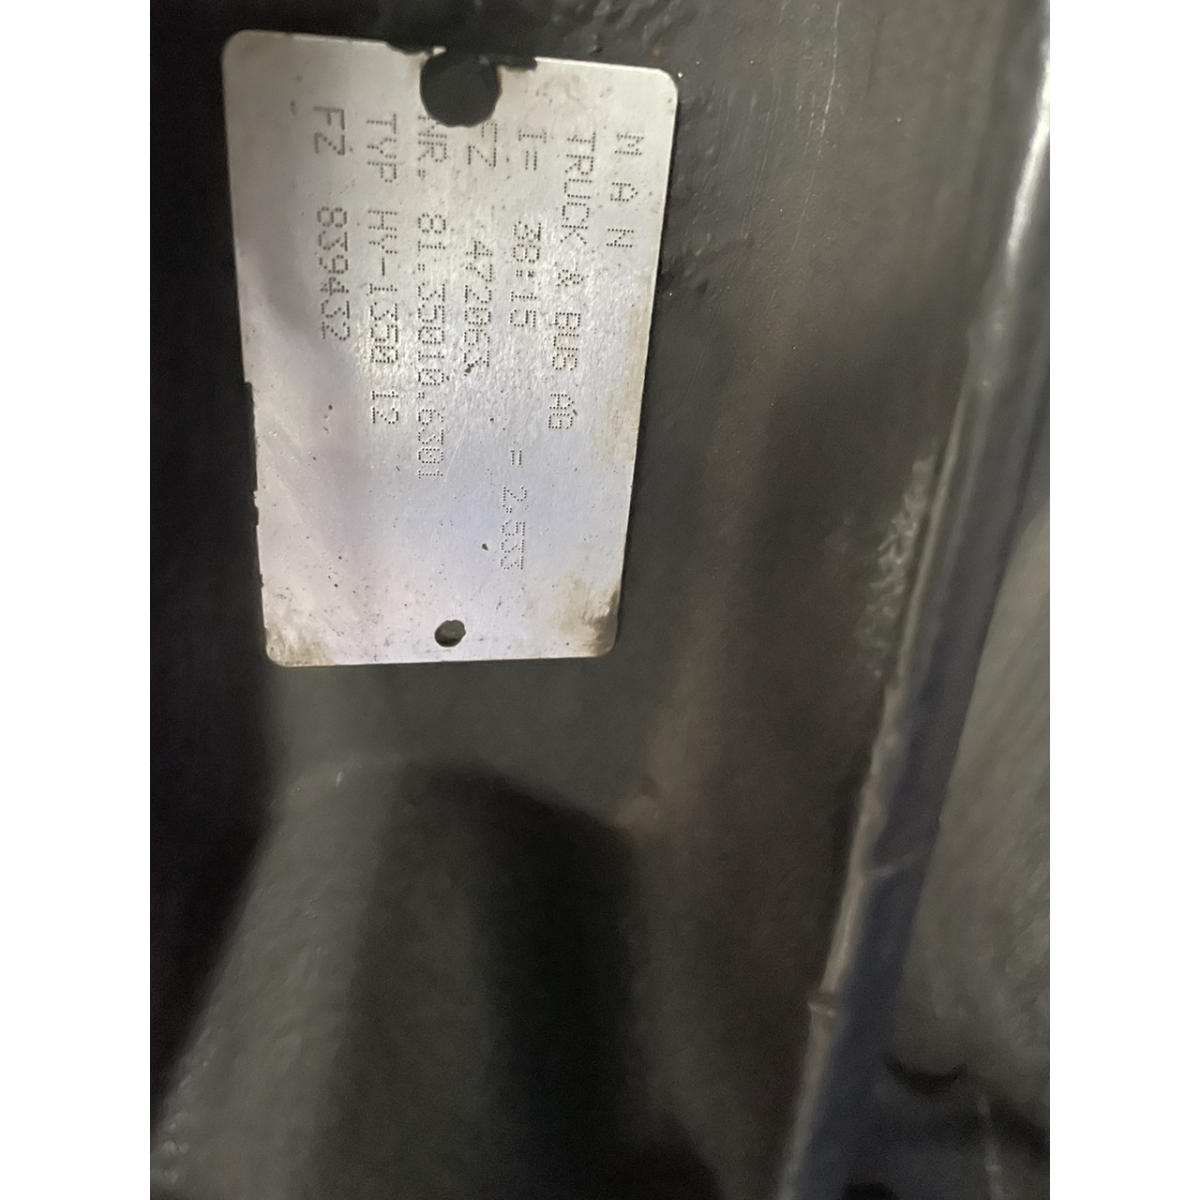 M A N
TRUCK & BUS AG
I= 38:15 = 2,533
FZ 472063
NR. 81.35010.6301
TYP HY-1350 12
FZ 839432